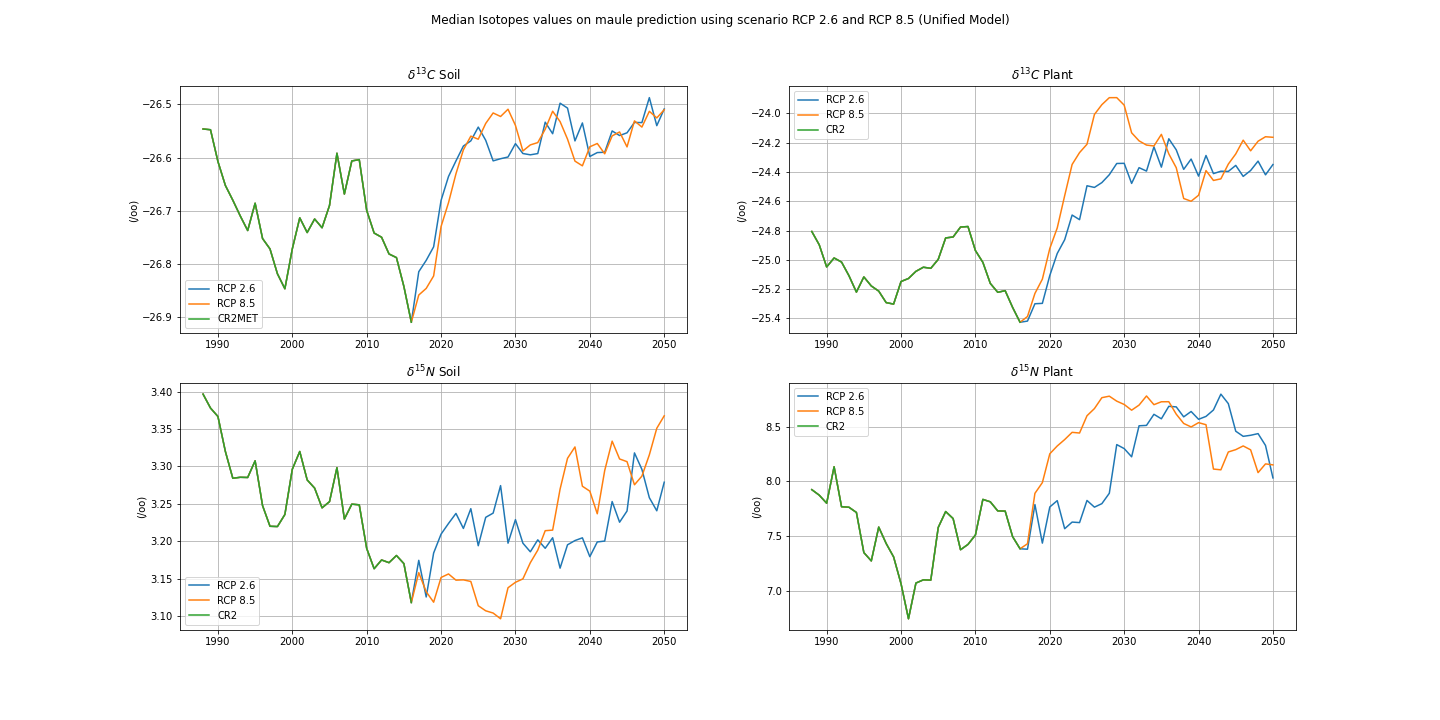 Median Isotopes values on maule prediction using scenario RCP 2.6 and RCP 8.5 (Unified Model)
δ¹³C Soil
(/oo)
−26.5
−26.6
−26.7
−26.8
−26.9
RCP 2.6
RCP 8.5
CR2MET
1990 2000 2010 2020 2030 2040 2050
δ¹³C Plant
(/oo)
−24.0
−24.2
−24.4
−24.6
−24.8
−25.0
−25.2
−25.4
RCP 2.6
RCP 8.5
CR2
1990 2000 2010 2020 2030 2040 2050
δ¹⁵N Soil
(/oo)
3.40
3.35
3.30
3.25
3.20
3.15
3.10
RCP 2.6
RCP 8.5
CR2
1990 2000 2010 2020 2030 2040 2050
δ¹⁵N Plant
(/oo)
8.5
8.0
7.5
7.0
RCP 2.6
RCP 8.5
CR2
1990 2000 2010 2020 2030 2040 2050